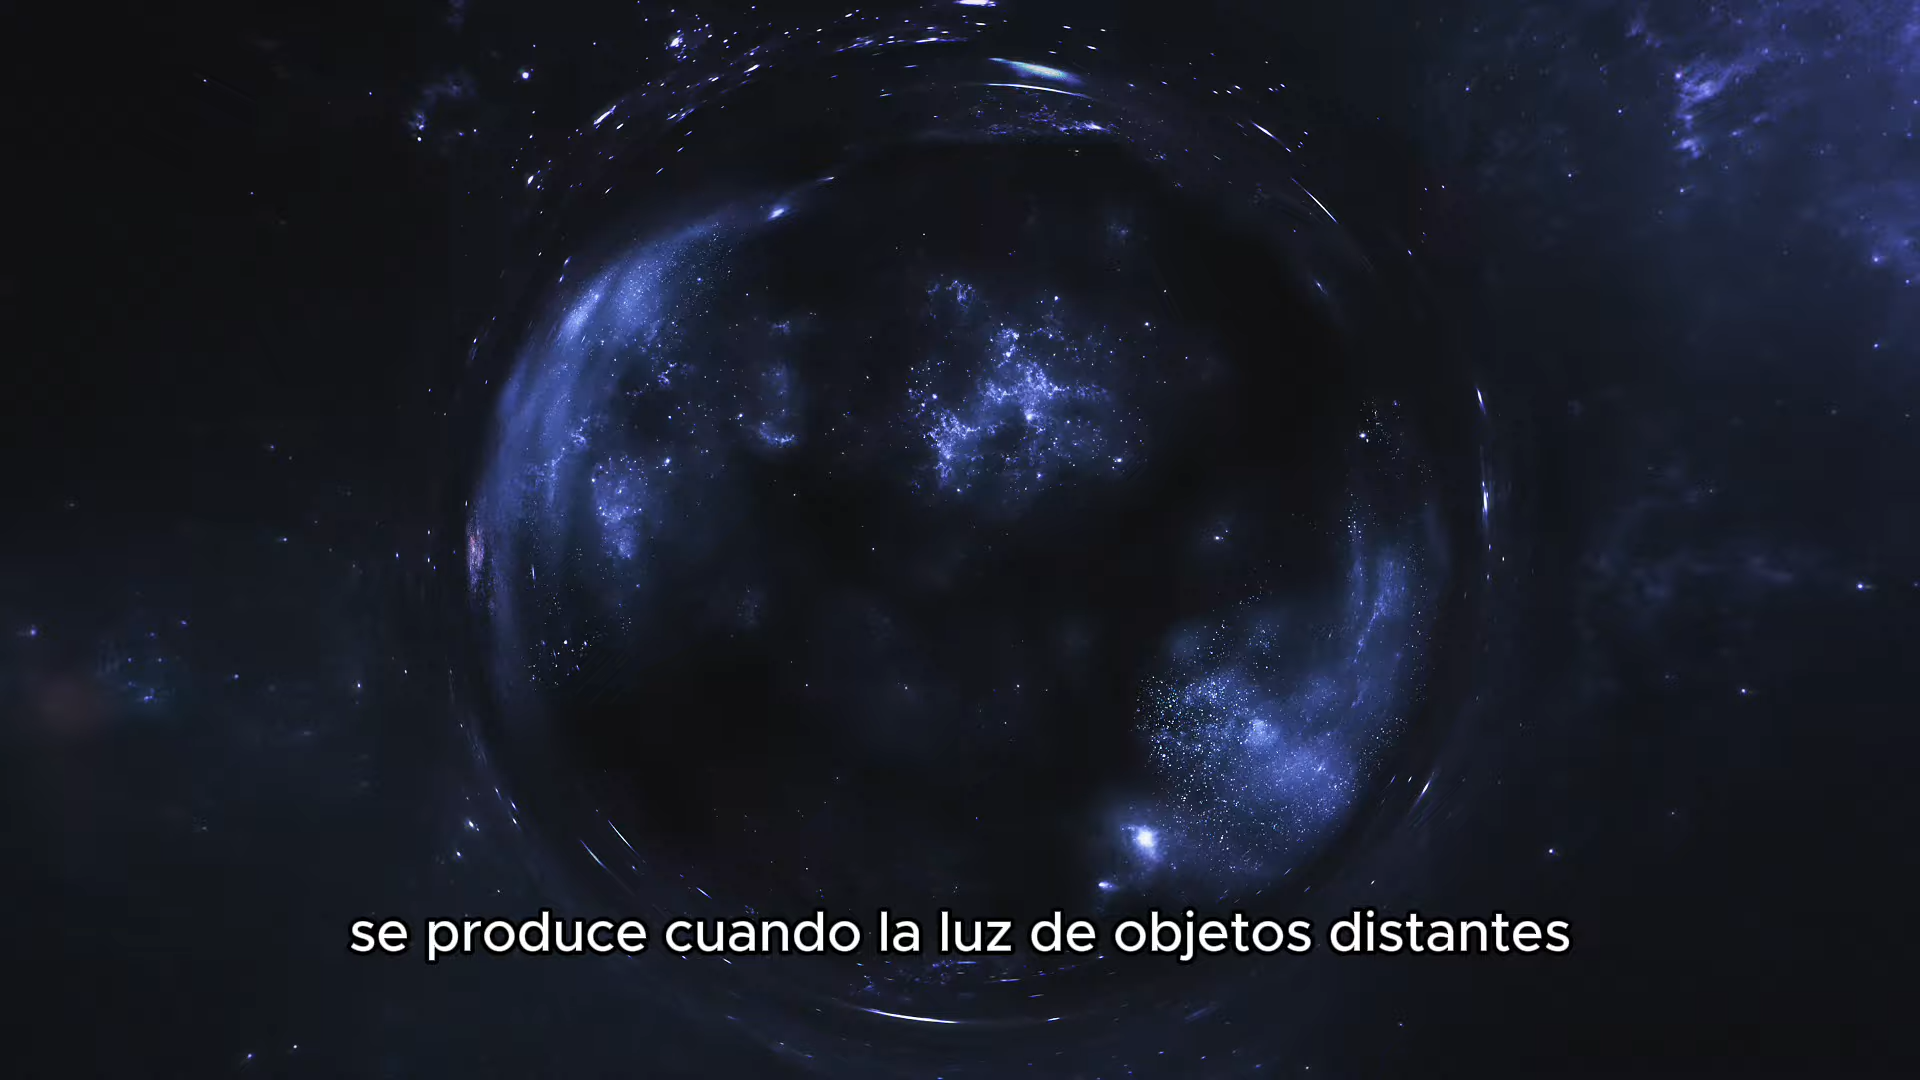 se produce cuando la luz de objetos distantes